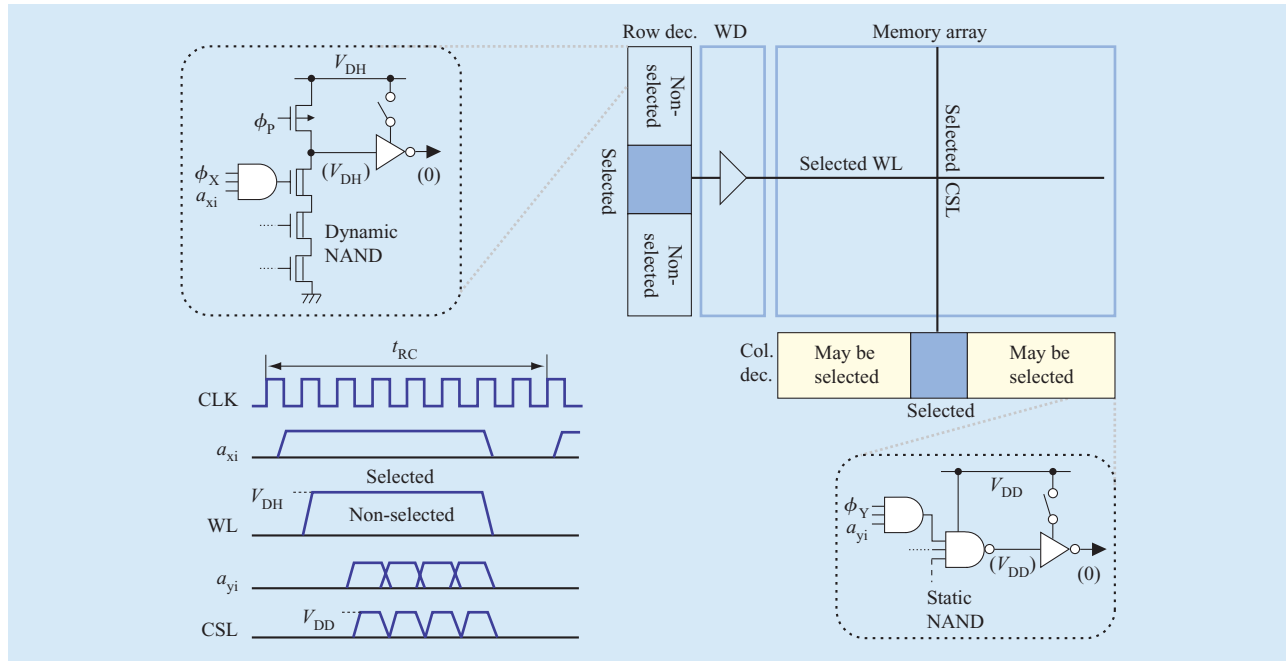 Row dec.
WD
Memory array
V_DH
ϕ_P
(V_DH)
(0)
ϕ_X
a_xi
Dynamic
NAND
Non-
selected
Selected
Non-
selected
Selected WL
Selected CSL
Col.
dec.
May be
selected
May be
selected
Selected
t_RC
CLK
a_xi
Selected
V_DH
Non-selected
WL
a_yi
V_DD
CSL
V_DD
ϕ_Y
a_yi
(V_DD)
(0)
Static
NAND